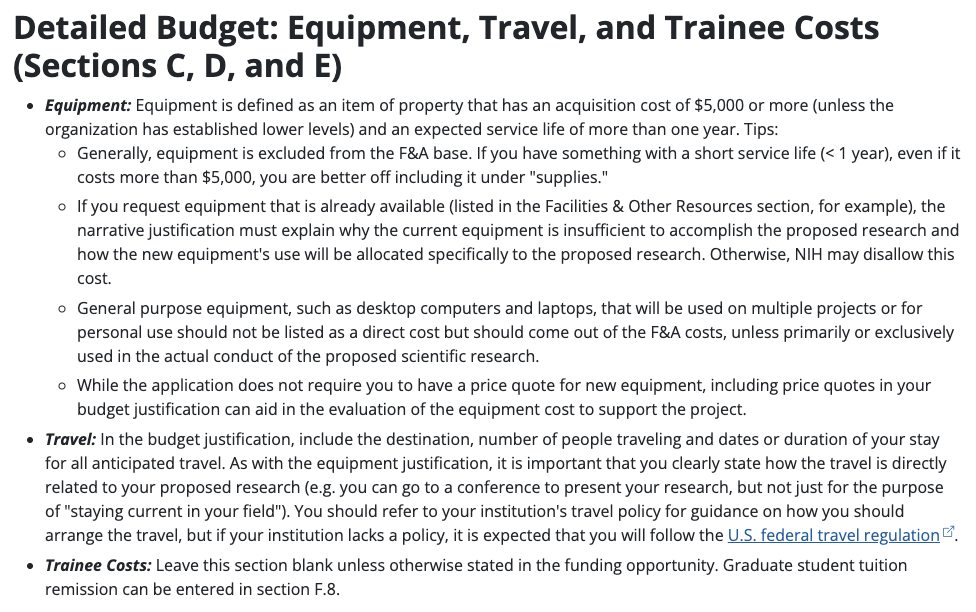 Detailed Budget: Equipment, Travel, and Trainee Costs
(Sections C, D, and E)
• Equipment: Equipment is defined as an item of property that has an acquisition cost of $5,000 or more (unless the
organization has established lower levels) and an expected service life of more than one year. Tips:
◦ Generally, equipment is excluded from the F&A base. If you have something with a short service life (< 1 year), even if it
costs more than $5,000, you are better off including it under "supplies."
◦ If you request equipment that is already available (listed in the Facilities & Other Resources section, for example), the
narrative justification must explain why the current equipment is insufficient to accomplish the proposed research and
how the new equipment's use will be allocated specifically to the proposed research. Otherwise, NIH may disallow this
cost.
◦ General purpose equipment, such as desktop computers and laptops, that will be used on multiple projects or for
personal use should not be listed as a direct cost but should come out of the F&A costs, unless primarily or exclusively
used in the actual conduct of the proposed scientific research.
◦ While the application does not require you to have a price quote for new equipment, including price quotes in your
budget justification can aid in the evaluation of the equipment cost to support the project.
• Travel: In the budget justification, include the destination, number of people traveling and dates or duration of your stay
for all anticipated travel. As with the equipment justification, it is important that you clearly state how the travel is directly
related to your proposed research (e.g. you can go to a conference to present your research, but not just for the purpose
of "staying current in your field"). You should refer to your institution's travel policy for guidance on how you should
arrange the travel, but if your institution lacks a policy, it is expected that you will follow the U.S. federal travel regulation.
• Trainee Costs: Leave this section blank unless otherwise stated in the funding opportunity. Graduate student tuition
remission can be entered in section F.8.